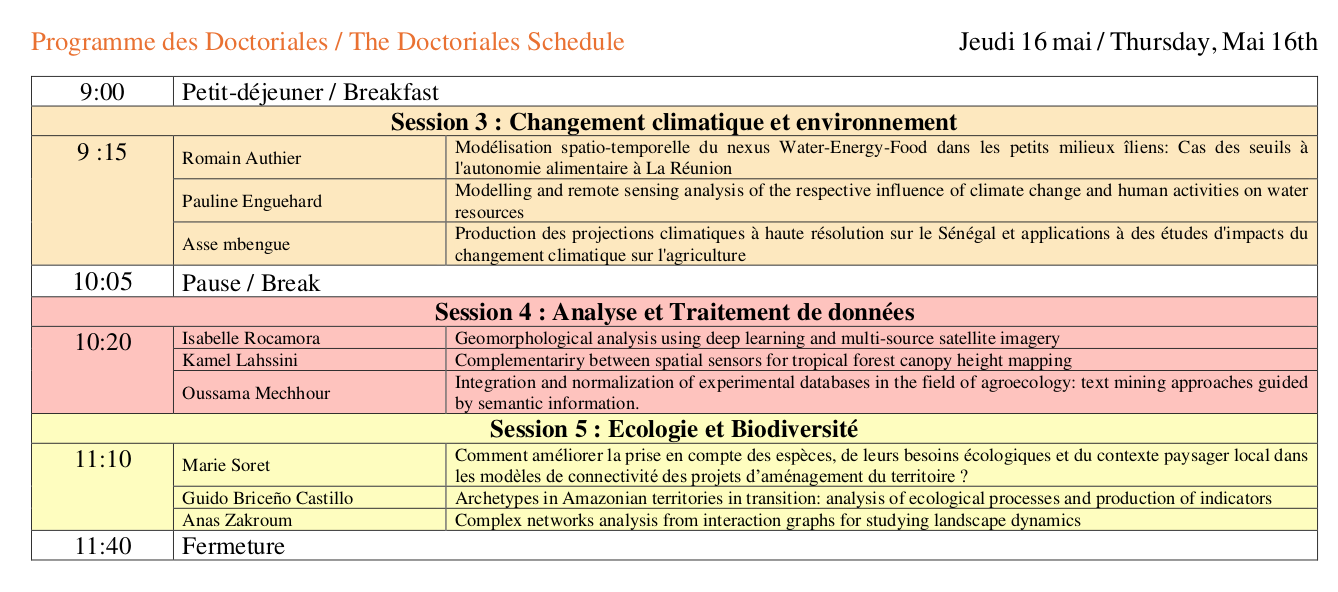 Programme des Doctoriales / The Doctoriales Schedule
Jeudi 16 mai / Thursday, Mai 16th
9:00 Petit-déjeuner / Breakfast
Session 3 : Changement climatique et environnement
9 :15
Romain Authier
Modélisation spatio-temporelle du nexus Water-Energy-Food dans les petits milieux îliens: Cas des seuils à
l'autonomie alimentaire à La Réunion
Pauline Enguehard
Modelling and remote sensing analysis of the respective influence of climate change and human activities on water
resources
Asse mbengue
Production des projections climatiques à haute résolution sur le Sénégal et applications à des études d'impacts du
changement climatique sur l'agriculture
10:05 Pause / Break
Session 4 : Analyse et Traitement de données
10:20
Isabelle Rocamora
Geomorphological analysis using deep learning and multi-source satellite imagery
Kamel Lahssini
Complementariry between spatial sensors for tropical forest canopy height mapping
Oussama Mechhour
Integration and normalization of experimental databases in the field of agroecology: text mining approaches guided
by semantic information.
Session 5 : Ecologie et Biodiversité
11:10
Marie Soret
Comment améliorer la prise en compte des espèces, de leurs besoins écologiques et du contexte paysager local dans
les modèles de connectivité des projets d’aménagement du territoire ?
Guido Briceño Castillo
Archetypes in Amazonian territories in transition: analysis of ecological processes and production of indicators
Anas Zakroum
Complex networks analysis from interaction graphs for studying landscape dynamics
11:40 Fermeture